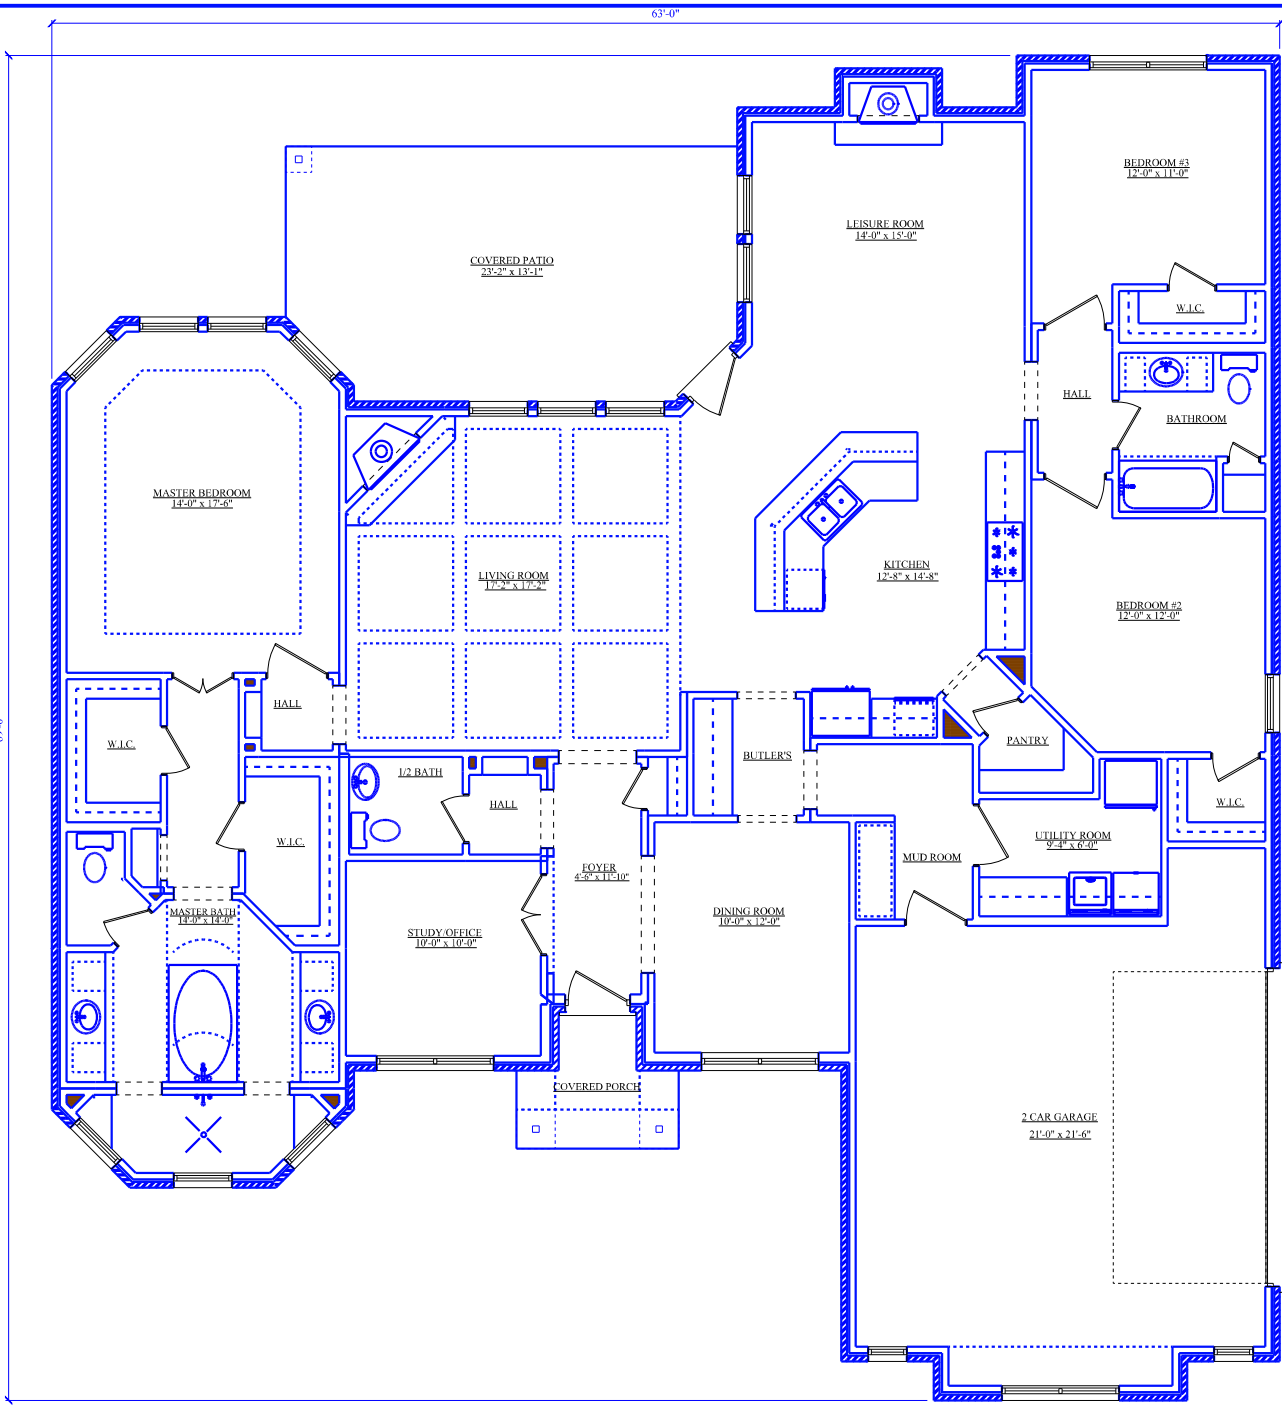 63'-0"
BEDROOM #3
12'-0" x 11'-0"
LEISURE ROOM
14'-0" x 15'-0"
COVERED PATIO
23'-2" x 13'-1"
W.I.C.
HALL
BATHROOM
MASTER BEDROOM
14'-0" x 17'-6"
LIVING ROOM
17'-2" x 17'-2"
KITCHEN
12'-8" x 14'-8"
BEDROOM #2
12'-0" x 12'-0"
HALL
W.I.C.
PANTRY
BUTLER'S
1/2 BATH
HALL
W.I.C.
W.I.C.
UTILITY ROOM
9'-4" x 6'-0"
MUD ROOM
FOYER
4'-6" x 11'-10"
MASTER BATH
14'-0" x 14'-0"
DINING ROOM
10'-0" x 12'-0"
STUDY/OFFICE
10'-0" x 10'-0"
COVERED PORCH
2 CAR GARAGE
21'-0" x 21'-6"